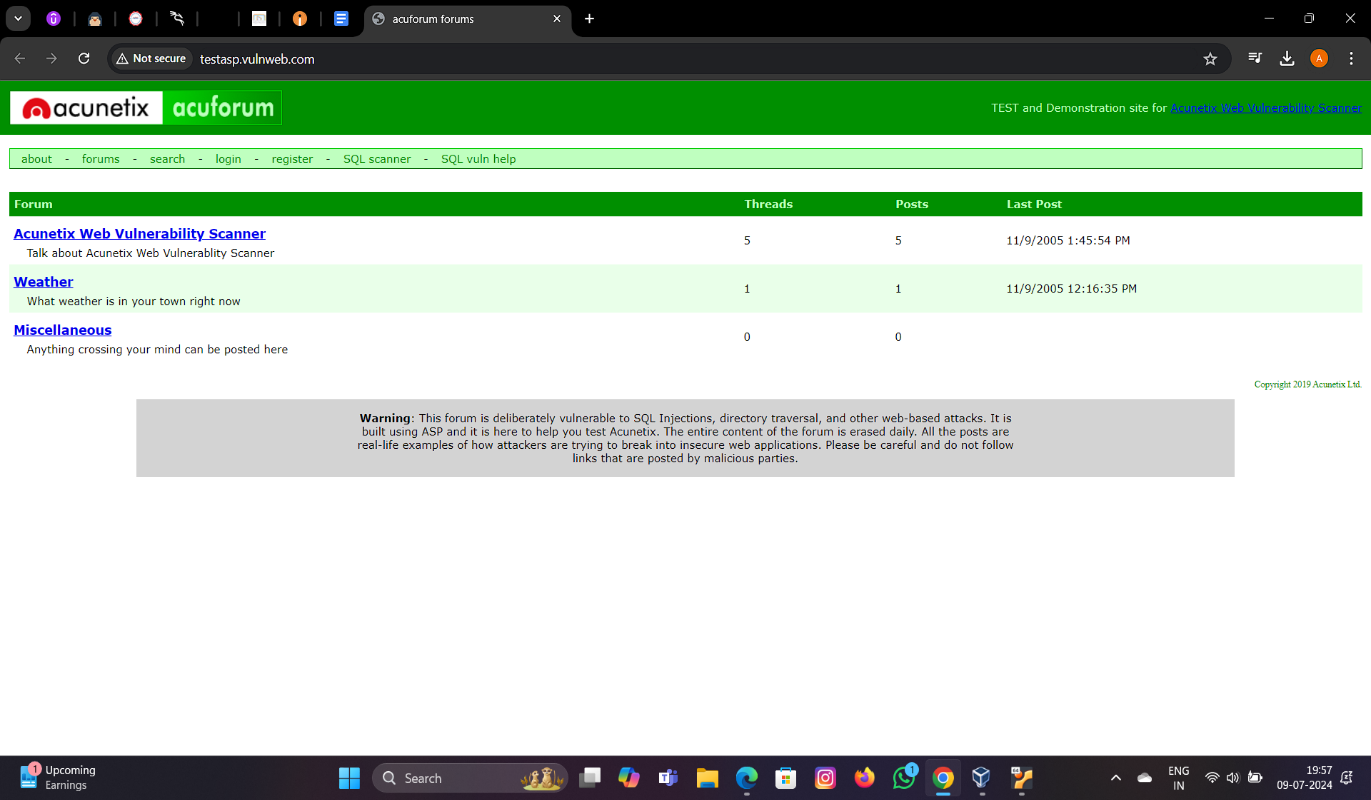 acuforum forums
Not secure testasp.vulnweb.com
A
acunetix acuforum
TEST and Demonstration site for Acunetix Web Vulnerability Scanner
about - forums - search - login - register - SQL scanner - SQL vuln help
Forum Threads Posts Last Post
Acunetix Web Vulnerability Scanner
Talk about Acunetix Web Vulnerablity Scanner
5 5 11/9/2005 1:45:54 PM
Weather
What weather is in your town right now
1 1 11/9/2005 12:16:35 PM
Miscellaneous
Anything crossing your mind can be posted here
0 0
Copyright 2019 Acunetix Ltd.
Warning: This forum is deliberately vulnerable to SQL Injections, directory traversal, and other web-based attacks. It is
built using ASP and it is here to help you test Acunetix. The entire content of the forum is erased daily. All the posts are
real-life examples of how attackers are trying to break into insecure web applications. Please be careful and do not follow
links that are posted by malicious parties.
1
Upcoming
Earnings
Search
1
ENG
IN
19:57
09-07-2024